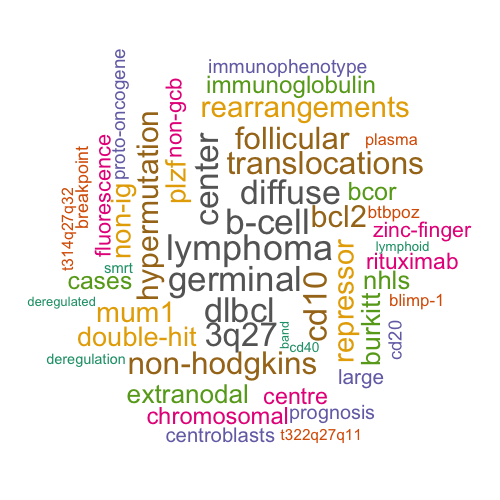 immunophenotype
immunoglobulin
rearrangements
proto-oncogene
non-gcb
follicular
plasma
translocations
hypermutation
plzf
center
diffuse
bcor
fluorescence
breakpoint
non-ig
b-cell
bcl2
btbpoz
zinc-finger
t314q27q32
lymphoma
lymphoid
smrt
rituximab
cases
germinal
cd10
repressor
nhls
deregulated
mum1
dlbcl
burkitt
blimp-1
double-hit
3q27
band
cd40
cd20
deregulation
non-hodgkins
large
extranodal
centre
chromosomal
prognosis
centroblasts
t322q27q11